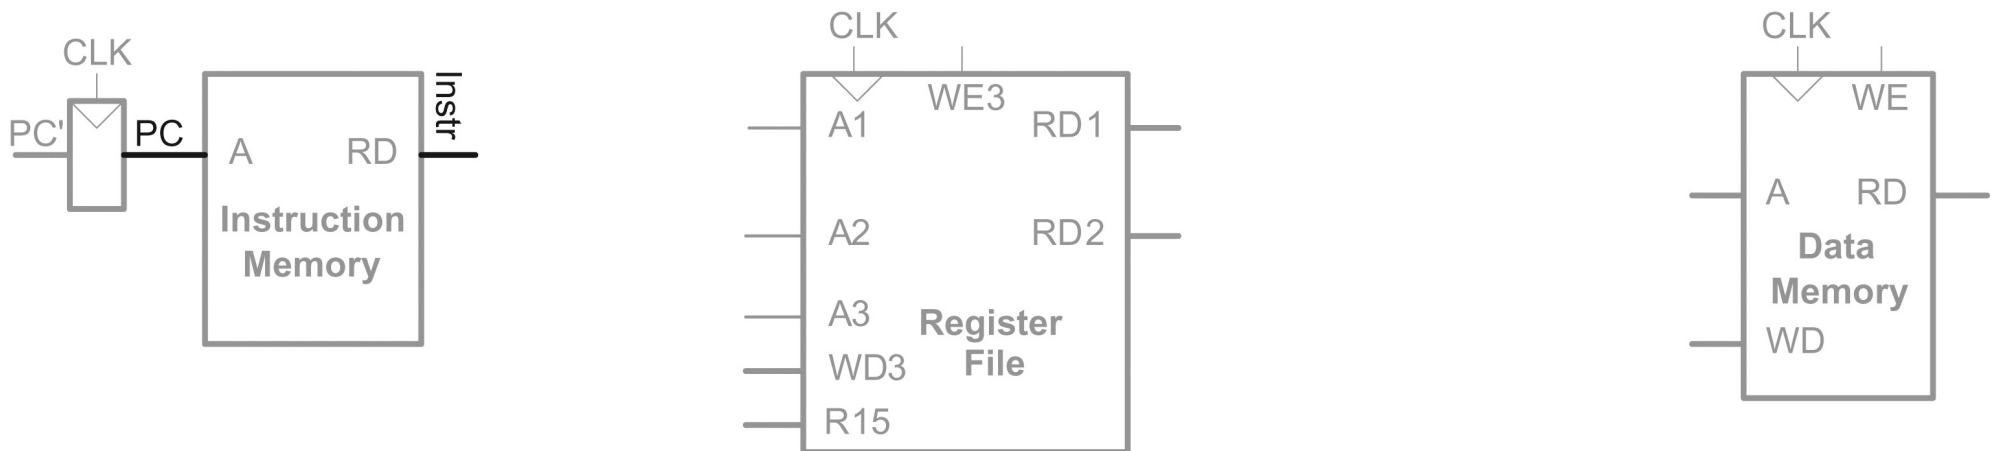 CLK
PC'
PC
A
RD
Instr
Instruction
Memory
CLK
WE3
A1
RD1
A2
RD2
A3
WD3
R15
Register
File
CLK
WE
A
RD
Data
Memory
WD